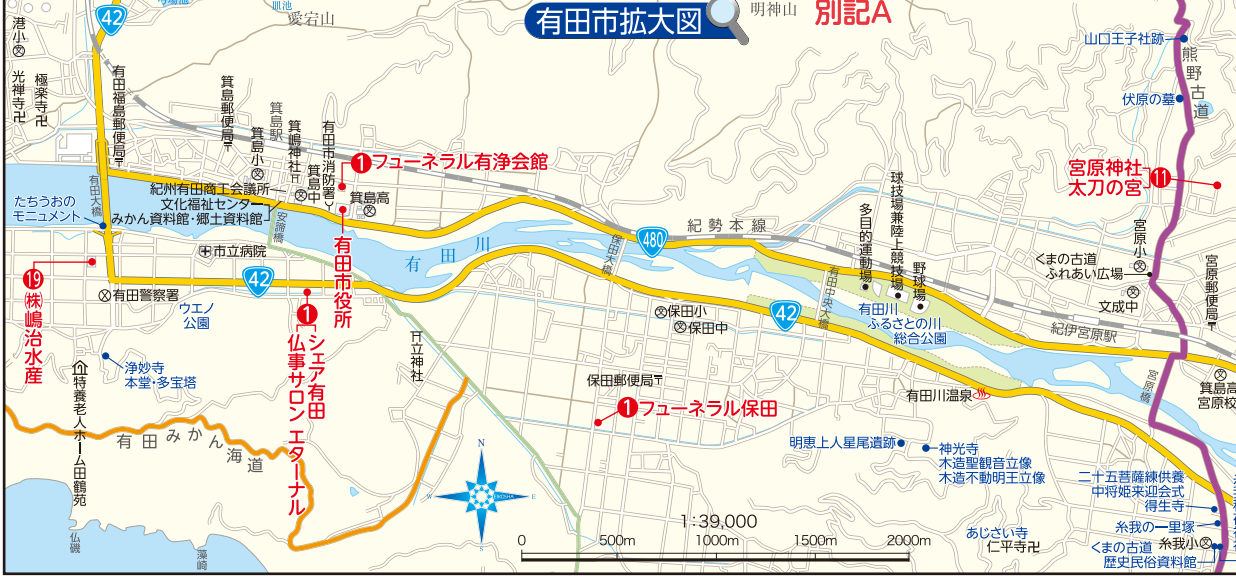 有田市拡大図
別記A
明神山
愛宕山
皿池
弓場池
42
港小
光禅寺
極楽寺
有田福島郵便局
箕島郵便局
箕島駅
箕島小
箕嶋神社
箕島中
有田市消防署
箕島高
❶フューネラル有浄会館
紀州有田商工会議所
文化福祉センター
みかん資料館・郷土資料館
有田大橋
安諦橋
たちうおの
モニュメント
市立病院
42
有田市役所
有田川
⓳㈱嶋治水産
有田警察署
ウエノ
公園
❶シェア有田
仏事サロン エターナル
浄妙寺
本堂・多宝塔
特養老人ホーム田鶴苑
有田みかん海道
立神社
仏磯
藻崎
480
紀勢本線
保田大橋
保田小
保田中
42
保田郵便局
❶フューネラル保田
球技場兼陸上競技場
多目的運動場
野球場
有田中央大橋
有田川
ふるさとの川
総合公園
有田川温泉
明恵上人星尾遺跡
神光寺
木造聖観音立像
木造不動明王立像
山口王子社跡
熊野古道
伏原の墓
宮原神社
太刀の宮
⓫
宮原小
くまの古道
ふれあい広場
文成中
宮原郵便局
紀伊宮原駅
宮原橋
箕島高
宮原校
二十五菩薩練供養
中将姫来迎会式
得生寺
糸我の一里塚
糸我小
くまの古道
歴史民俗資料館
あじさい寺
仁平寺
N
W
E
S
KEIKOSHA
1:39,000
0
500m
1000m
1500m
2000m